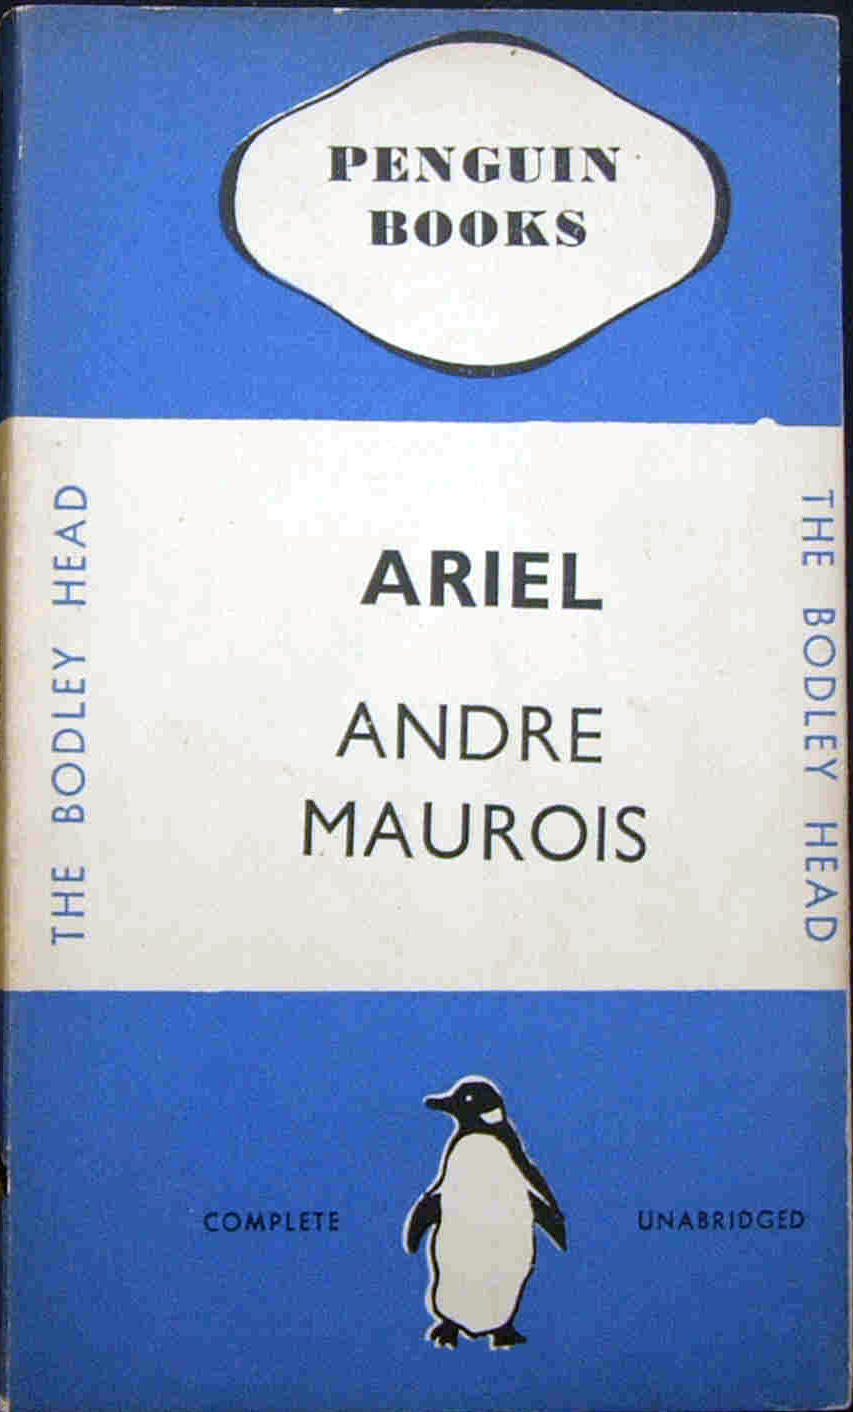 PENGUIN
BOOKS
THE BODLEY HEAD
ARIEL
ANDRE
MAUROIS
THE BODLEY HEAD
COMPLETE
UNABRIDGED